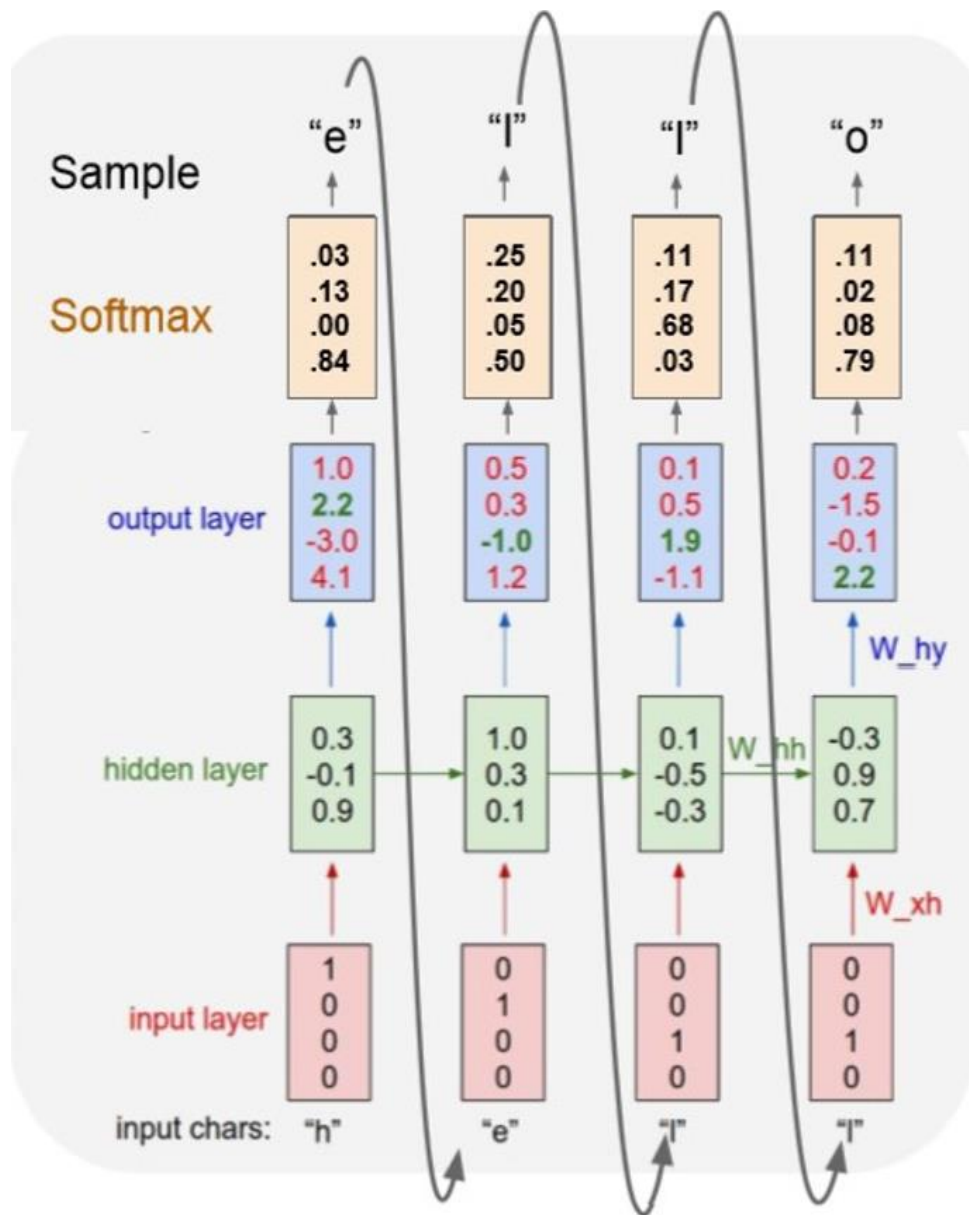 “e” “l” “l” “o”
Sample
.03 .25 .11 .11
.13 .20 .17 .02
Softmax
.00 .05 .68 .08
.84 .50 .03 .79
1.0 0.5 0.1 0.2
2.2 0.3 0.5 -1.5
output layer
-3.0 -1.0 1.9 -0.1
4.1 1.2 -1.1 2.2
W_hy
0.3 1.0 0.1 -0.3
W_hh
hidden layer
-0.1 0.3 -0.5 0.9
0.9 0.1 -0.3 0.7
W_xh
1 0 0 0
0 1 0 0
input layer
0 0 1 1
0 0 0 0
input chars: “h” “e” “l” “l”